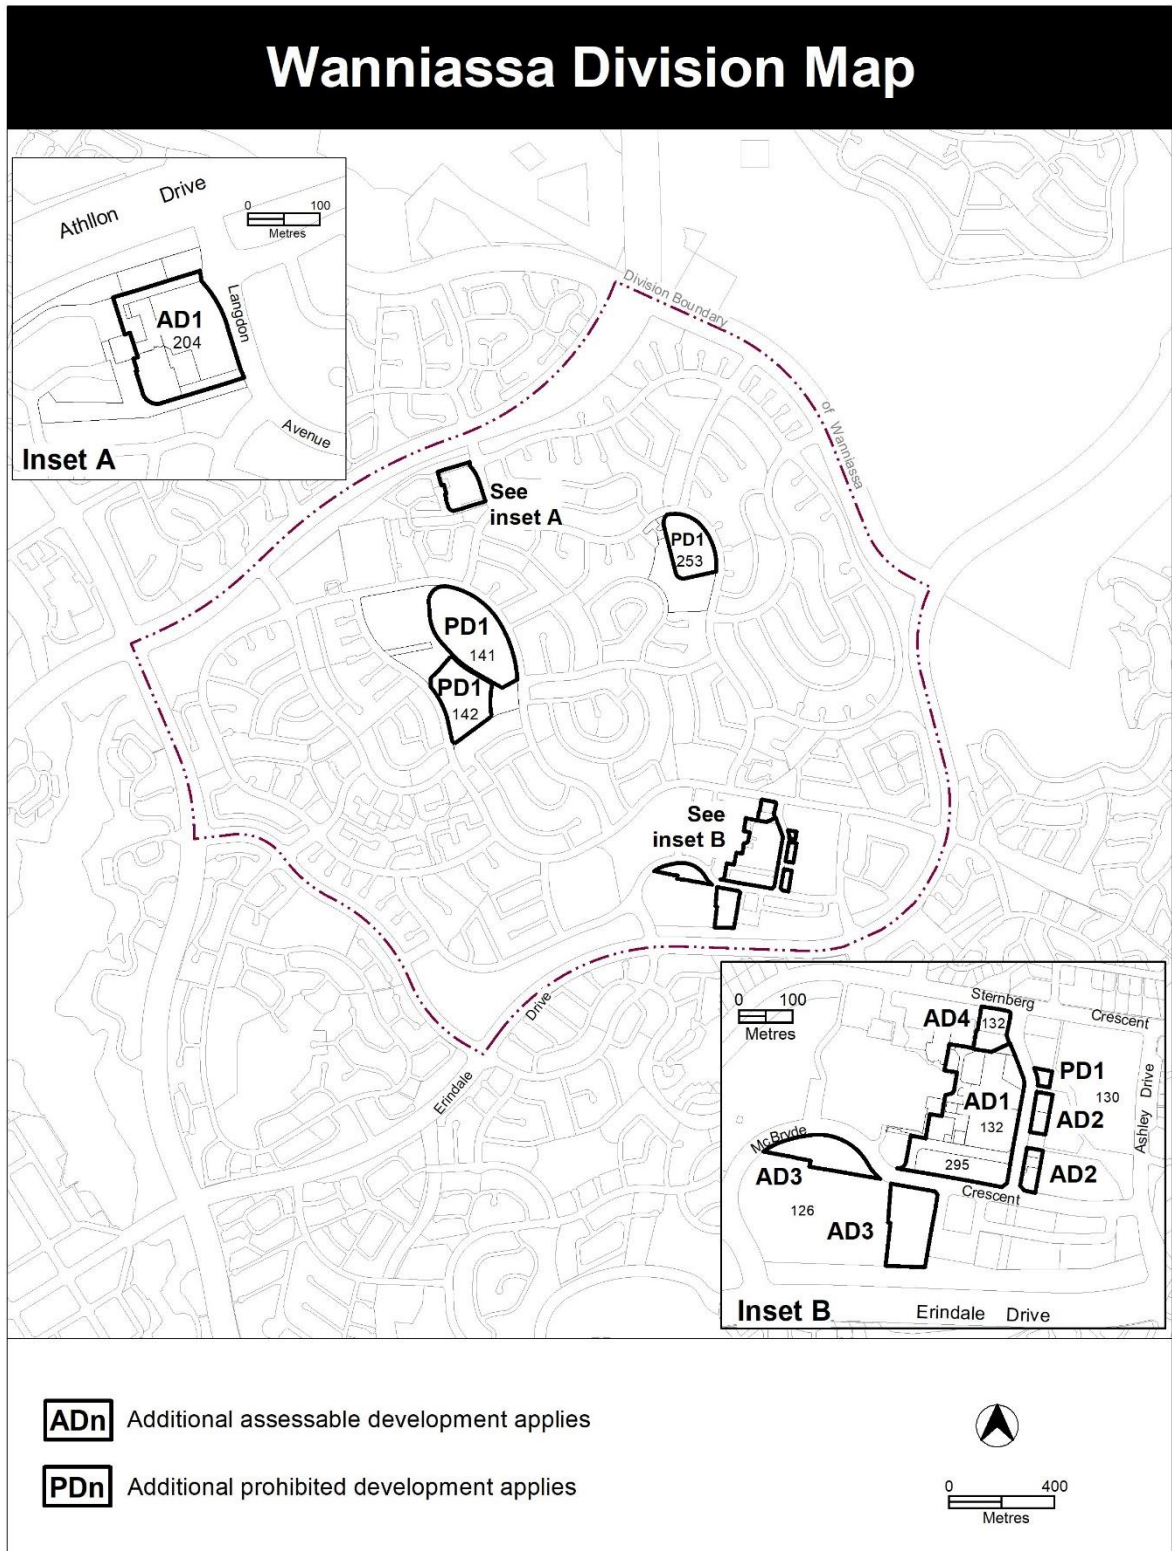 Wanniassa Division Map
Athllon Drive
0 100
Metres
AD1
204
Langdon
Avenue
Inset A
Division Boundary
of Wanniassa
See
inset A
PD1
253
PD1
141
PD1
142
See
inset B
Drive
Erindale
0 100
Metres
Sternberg
Crescent
AD4
132
PD1
130
AD1
132
AD2
Ashley Drive
McBryde
AD3
295
AD2
Crescent
126
AD3
Inset B
Erindale Drive
ADn Additional assessable development applies
PDn Additional prohibited development applies
0 400
Metres